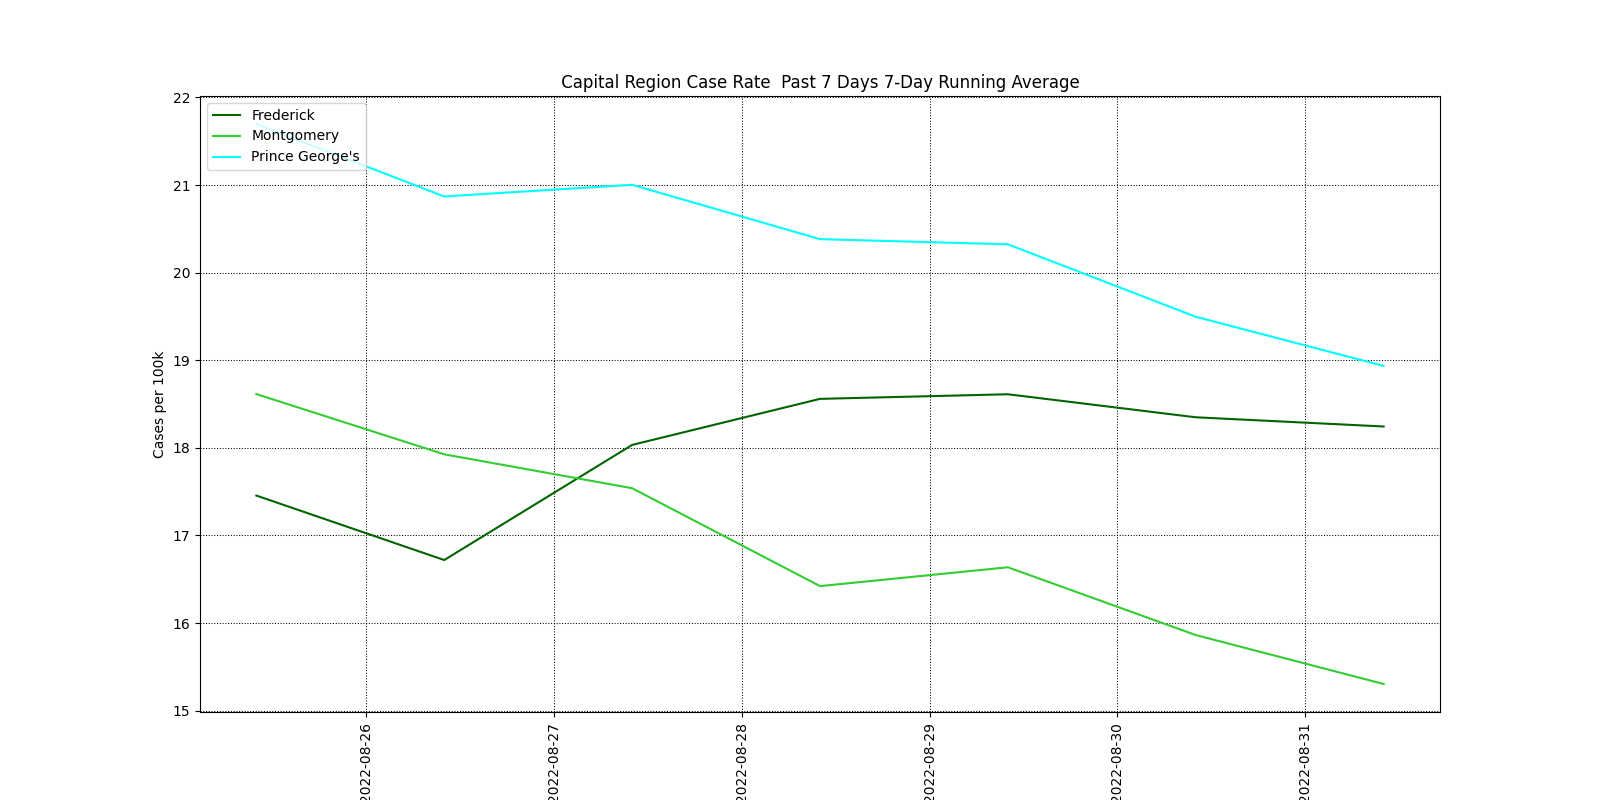 Capital Region Case Rate  Past 7 Days 7-Day Running Average
22
21
20
19
18
17
16
15
Cases per 100k
Frederick
Montgomery
Prince George's
2022-08-26
2022-08-27
2022-08-28
2022-08-29
2022-08-30
2022-08-31